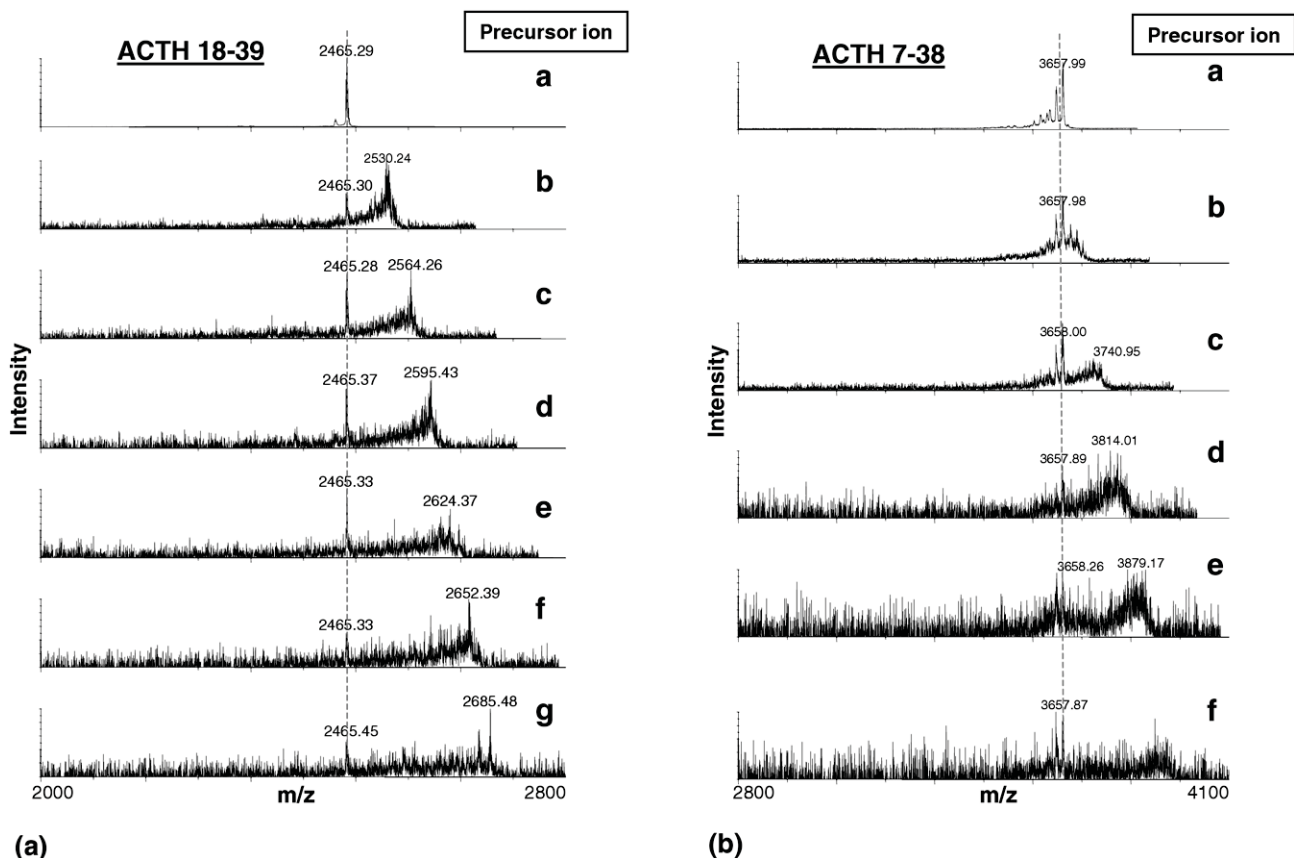 ACTH 18-39
Precursor ion
2465.29
a
2530.24
2465.30
b
2465.28
2564.26
c
2465.37
2595.43
d
2465.33
2624.37
e
2652.39
2465.33
f
2685.48
2465.45
g
Intensity
2000
m/z
2800
(a)
ACTH 7-38
Precursor ion
3657.99
a
3657.98
b
3658.00
3740.95
c
3814.01
3657.89
d
3658.26
3879.17
e
3657.87
f
Intensity
2800
m/z
4100
(b)